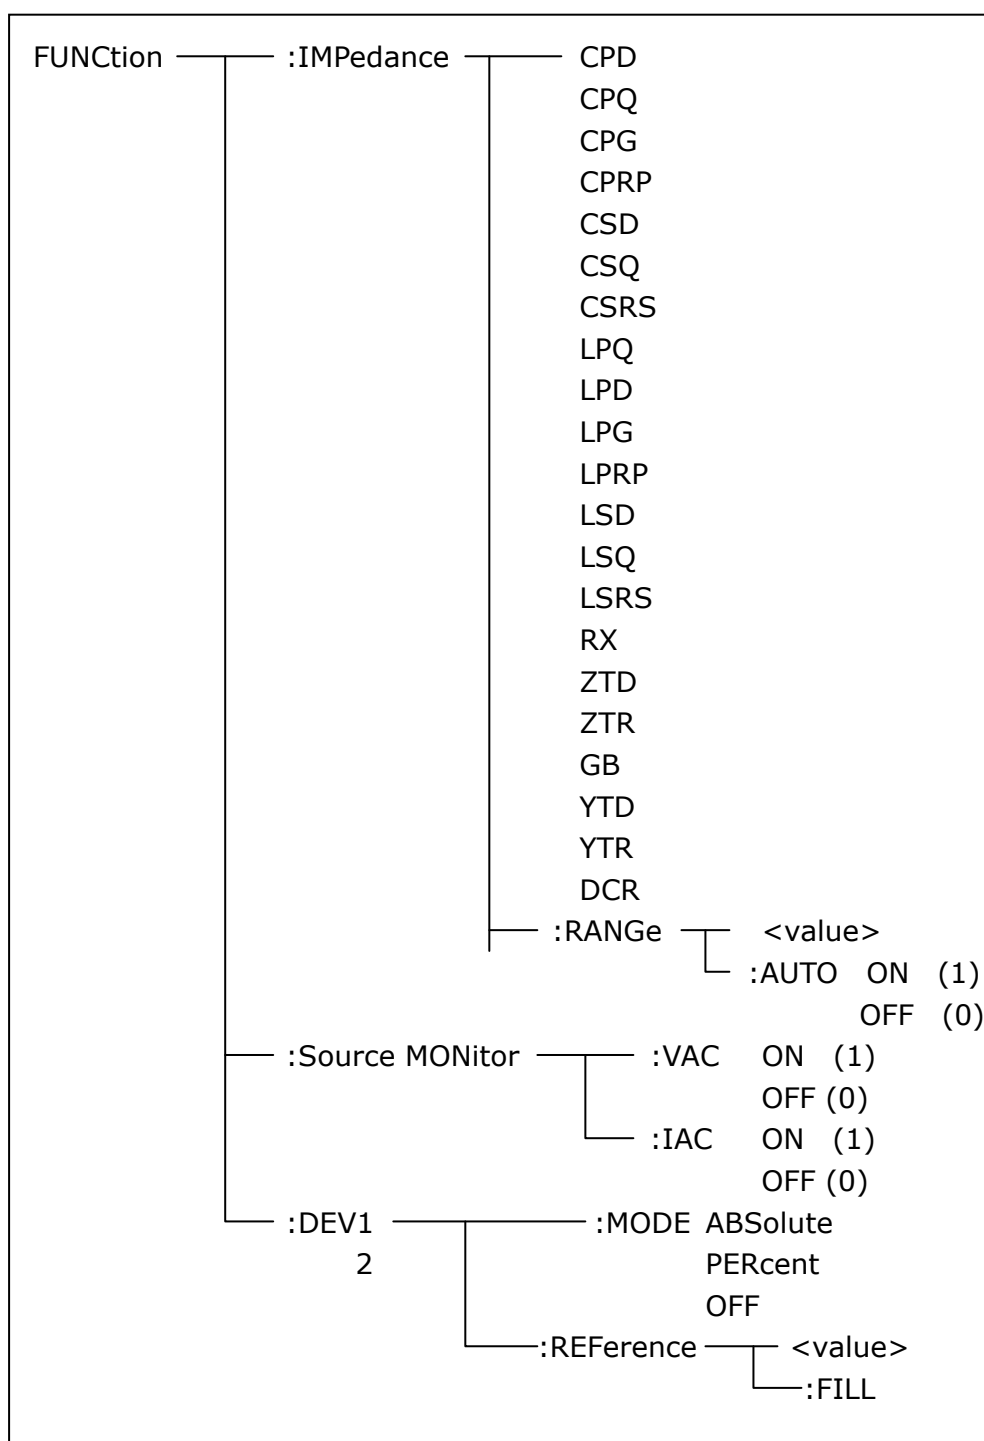 FUNCtion :IMPedance CPD
CPQ
CPG
CPRP
CSD
CSQ
CSRS
LPQ
LPD
LPG
LPRP
LSD
LSQ
LSRS
RX
ZTD
ZTR
GB
YTD
YTR
DCR
:RANGe <value>
:AUTO ON (1)
OFF (0)
:Source MONitor :VAC ON (1)
OFF (0)
:IAC ON (1)
OFF (0)
:DEV1 :MODE ABSolute
2 PERcent
OFF
:REFerence <value>
:FILL